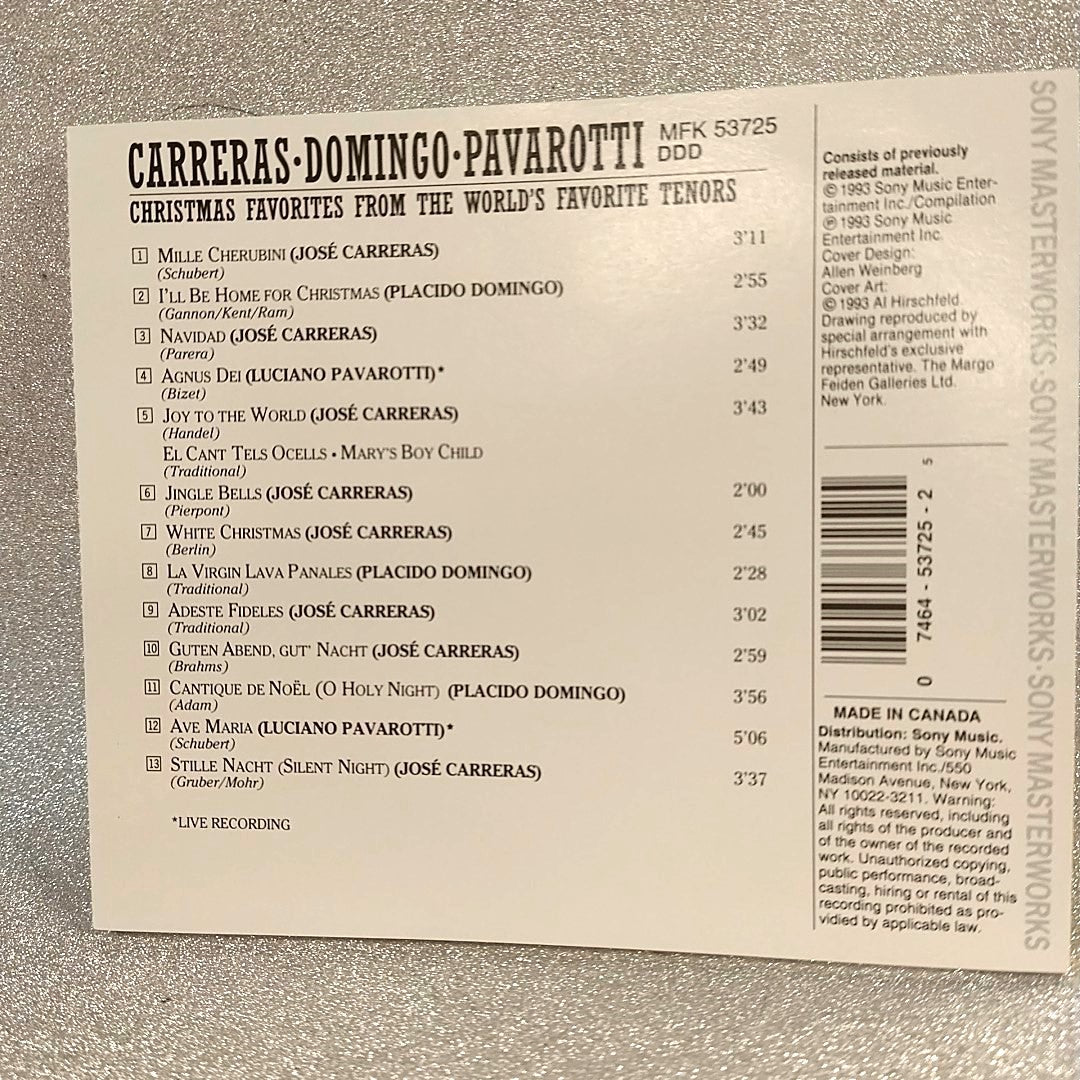 CARRERAS·DOMINGO·PAVAROTTI
MFK 53725
DDD
CHRISTMAS FAVORITES FROM THE WORLD'S FAVORITE TENORS
1 MILLE CHERUBINI (JOSÉ CARRERAS) 3'11
(Schubert)
2 I'LL BE HOME FOR CHRISTMAS (PLACIDO DOMINGO) 2'55
(Gannon/Kent/Ram)
3 NAVIDAD (JOSÉ CARRERAS) 3'32
(Parera)
4 AGNUS DEI (LUCIANO PAVAROTTI)* 2'49
(Bizet)
5 JOY TO THE WORLD (JOSÉ CARRERAS) 3'43
(Handel)
EL CANT TELS OCELLS · MARY'S BOY CHILD
(Traditional)
6 JINGLE BELLS (JOSÉ CARRERAS) 2'00
(Pierpont)
7 WHITE CHRISTMAS (JOSÉ CARRERAS) 2'45
(Berlin)
8 LA VIRGIN LAVA PANALES (PLACIDO DOMINGO) 2'28
(Traditional)
9 ADESTE FIDELES (JOSÉ CARRERAS) 3'02
(Traditional)
10 GUTEN ABEND, GUT' NACHT (JOSÉ CARRERAS) 2'59
(Brahms)
11 CANTIQUE DE NOËL (O HOLY NIGHT) (PLACIDO DOMINGO) 3'56
(Adam)
12 AVE MARIA (LUCIANO PAVAROTTI)* 5'06
(Schubert)
13 STILLE NACHT (SILENT NIGHT) (JOSÉ CARRERAS) 3'37
(Gruber/Mohr)
*LIVE RECORDING
Consists of previously
released material.
© 1993 Sony Music Enter-
tainment Inc./Compilation
℗ 1993 Sony Music
Entertainment Inc.
Cover Design:
Allen Weinberg
Cover Art:
© 1993 Al Hirschfeld.
Drawing reproduced by
special arrangement with
Hirschfeld's exclusive
representative. The Margo
Feiden Galleries Ltd.
New York.
0 7464 - 53725 - 2 5
MADE IN CANADA
Distribution: Sony Music.
Manufactured by Sony Music
Entertainment Inc./550
Madison Avenue, New York,
NY 10022-3211. Warning:
All rights reserved, including
all rights of the producer and
of the owner of the recorded
work. Unauthorized copying,
public performance, broad-
casting, hiring or rental of this
recording prohibited as pro-
vidied by applicable law.
SONY MASTERWORKS·SONY MASTERWORKS·SONY MASTERWORKS